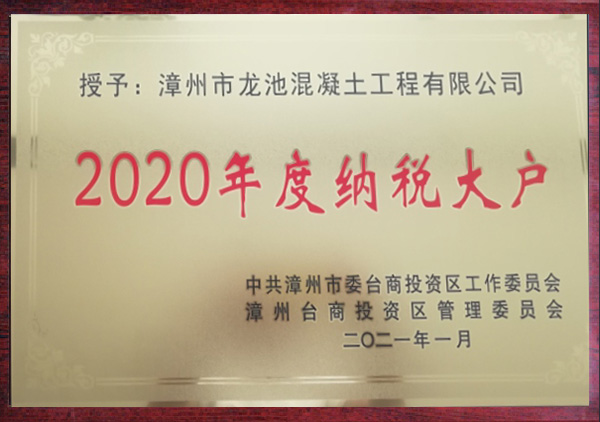 授予：漳州市龙池混凝土工程有限公司
2020年度纳税大户
中共漳州市委台商投资区工作委员会
漳州台商投资区管理委员会
二〇二一年一月